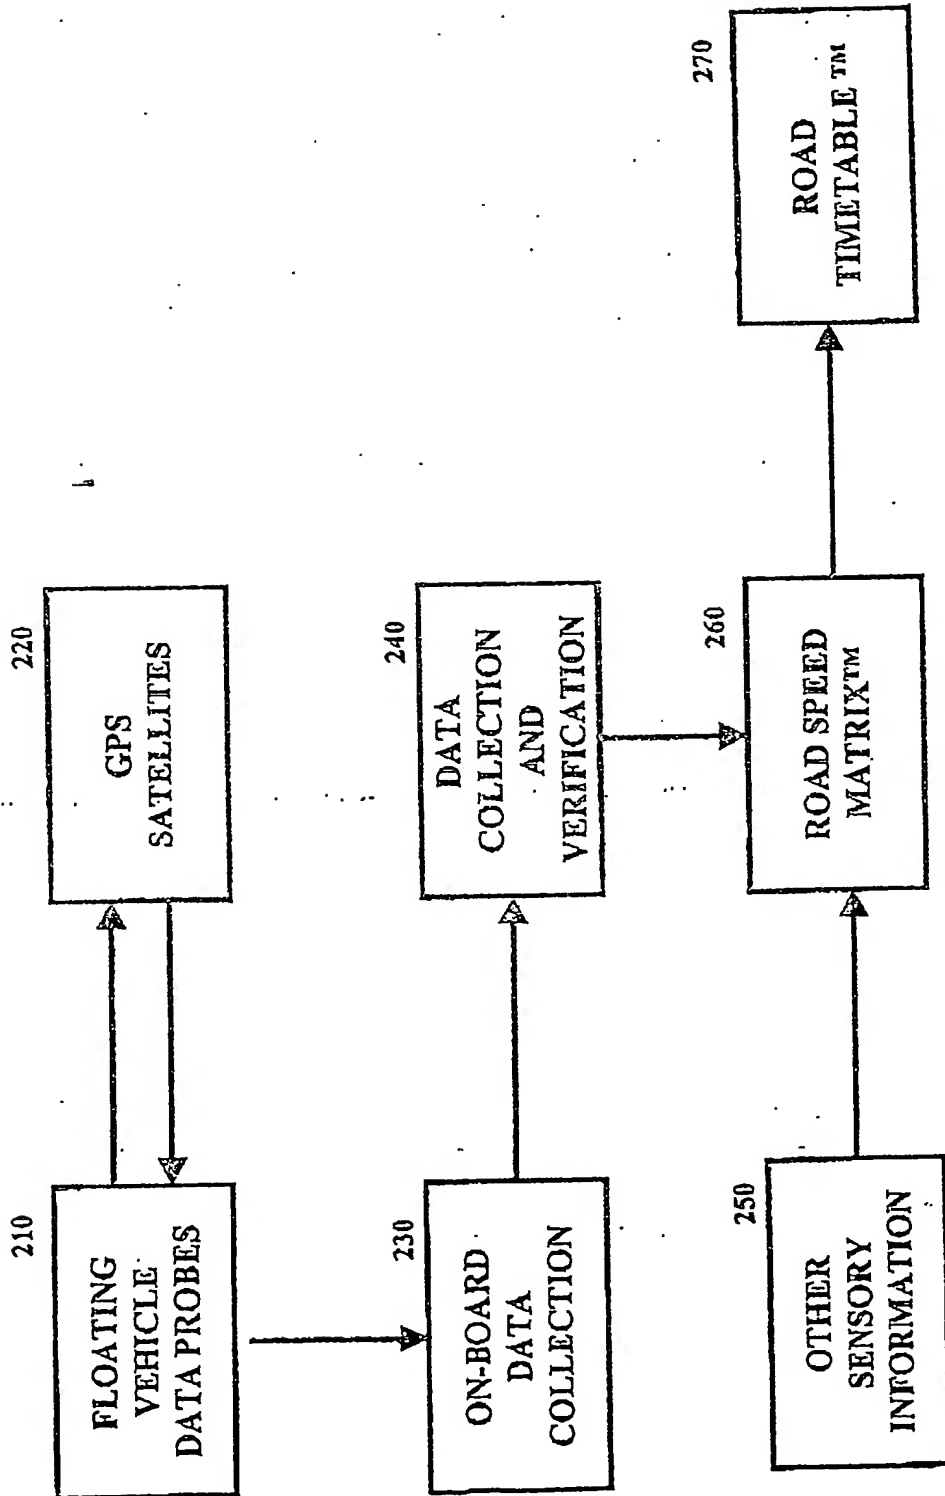 210
FLOATING
VEHICLE
DATA PROBES
220
GPS
SATELLITES
230
ON-BOARD
DATA
COLLECTION
240
DATA
COLLECTION
AND
VERIFICATION
250
OTHER
SENSORY
INFORMATION
260
ROAD SPEED
MATRIX™
270
ROAD
TIMETABLE™